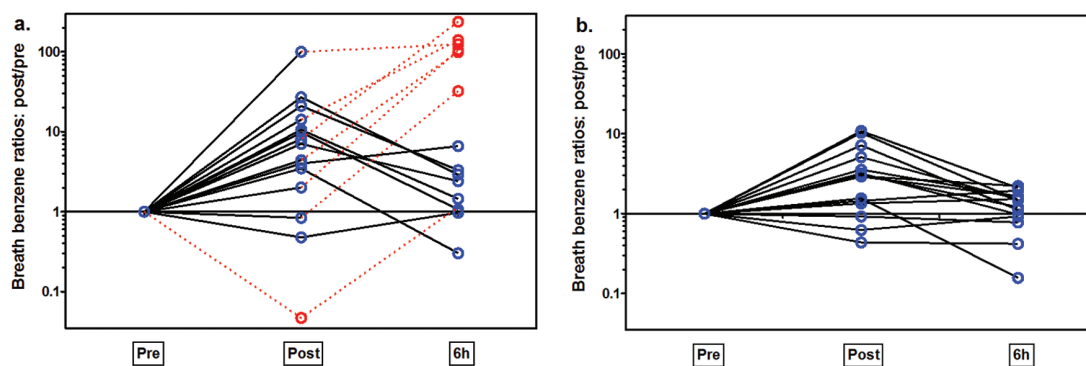 a.
Breath benzene ratios: post/pre
100
10
1
0.1
Pre Post 6h
b.
Breath benzene ratios: post/pre
100
10
1
0.1
Pre Post 6h